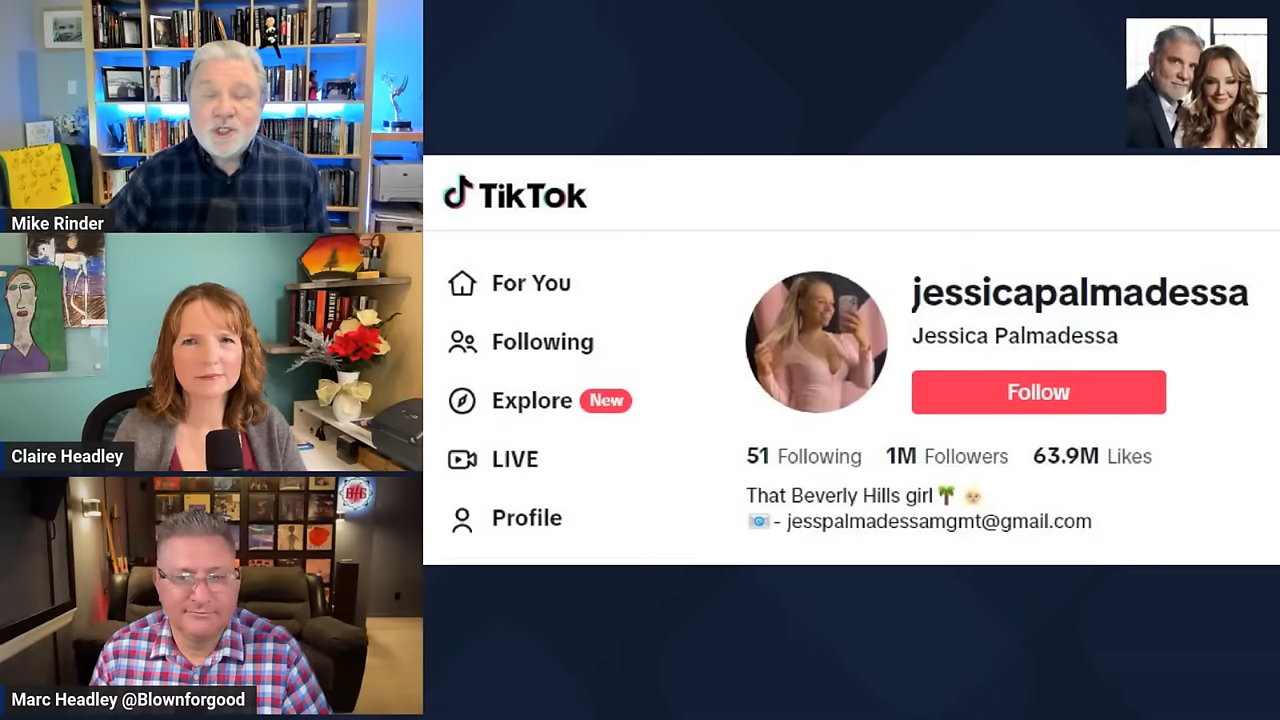 Mike Rinder
Claire Headley
Marc Headley @Blownforgood
TikTok
For You
Following
Explore New
LIVE
Profile
jessicapalmadessa
Jessica Palmadessa
Follow
51 Following 1M Followers 63.9M Likes
That Beverly Hills girl🌴 👱🏼‍♀️
📧 - jesspalmadessamgmt@gmail.com